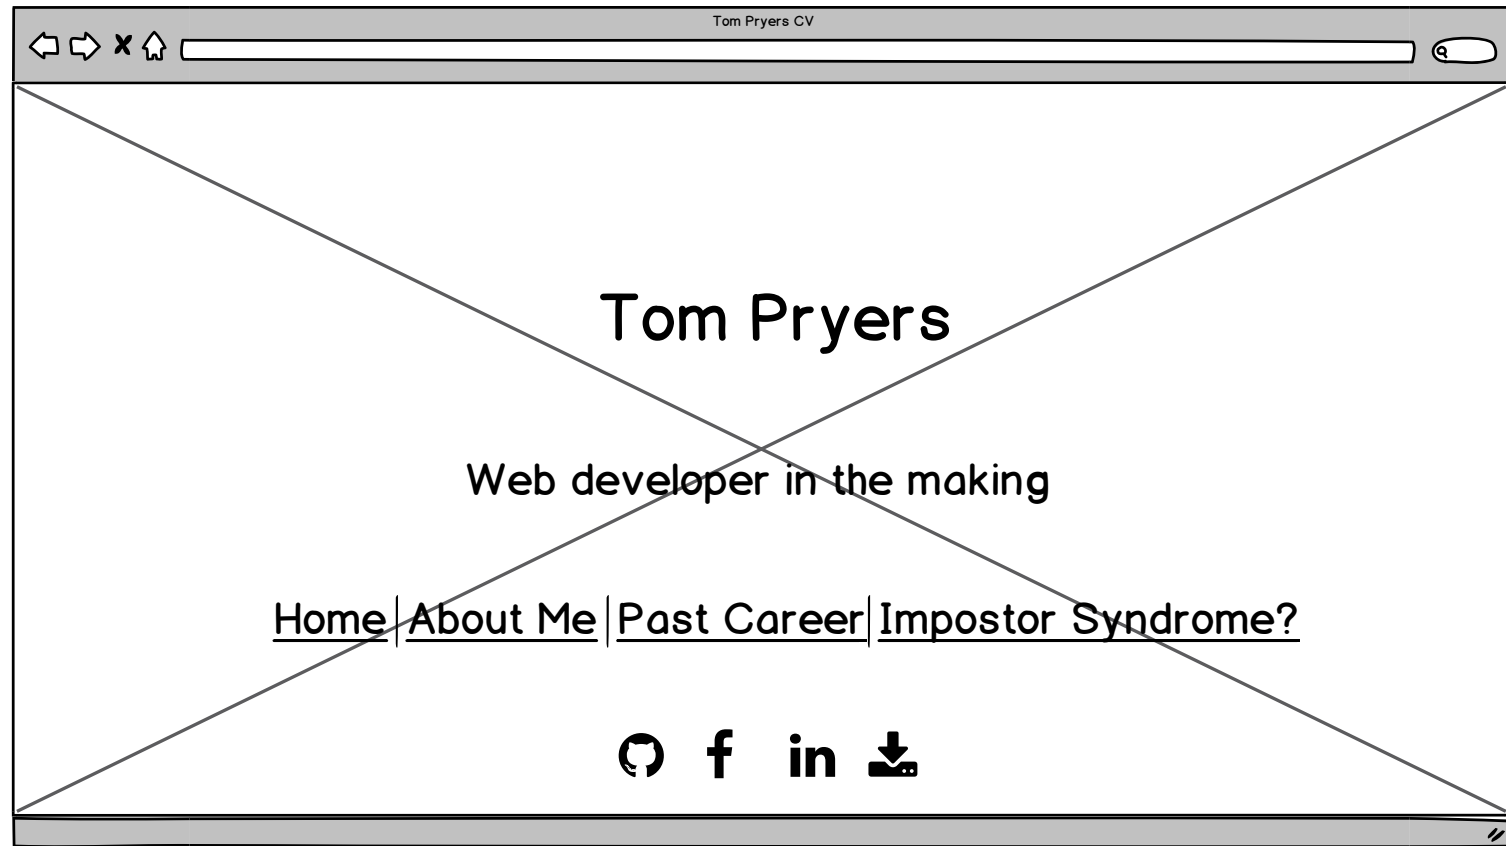 Tom Pryers CV
Tom Pryers
Web developer in the making
Home | About Me | Past Career | Impostor Syndrome?